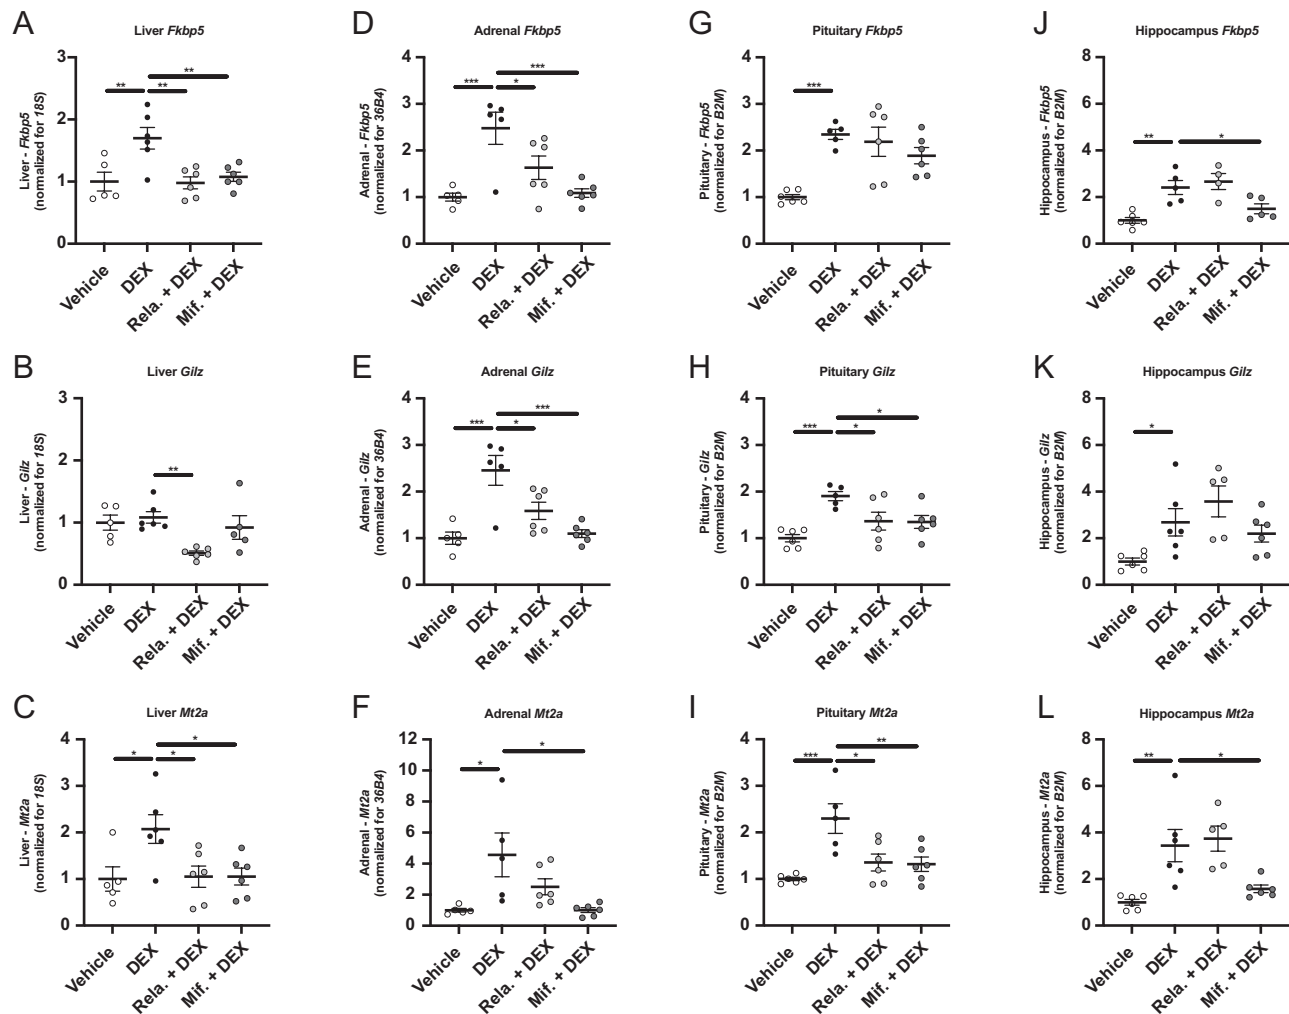 A
Liver Fkbp5
Liver - Fkbp5
(normalized for 18S)
3
2
1
0
**
**
**
Vehicle
DEX
Rela. + DEX
Mif. + DEX
D
Adrenal Fkbp5
Adrenal - Fkbp5
(normalized for 36B4)
4
3
2
1
0
***
***
*
Vehicle
DEX
Rela. + DEX
Mif. + DEX
G
Pituitary Fkbp5
Pituitary - Fkbp5
(normalized for B2M)
4
3
2
1
0
***
Vehicle
DEX
Rela. + DEX
Mif. + DEX
J
Hippocampus Fkbp5
Hippocampus - Fkbp5
(normalized for B2M)
8
6
4
2
0
**
*
Vehicle
DEX
Rela. + DEX
Mif. + DEX
B
Liver Gilz
Liver - Gilz
(normalized for 18S)
3
2
1
0
**
Vehicle
DEX
Rela. + DEX
Mif. + DEX
E
Adrenal Gilz
Adrenal - Gilz
(normalized for 36B4)
4
3
2
1
0
***
***
*
Vehicle
DEX
Rela. + DEX
Mif. + DEX
H
Pituitary Gilz
Pituitary - Gilz
(normalized for B2M)
4
3
2
1
0
*
***
*
Vehicle
DEX
Rela. + DEX
Mif. + DEX
K
Hippocampus Gilz
Hippocampus - Gilz
(normalized for B2M)
8
6
4
2
0
*
Vehicle
DEX
Rela. + DEX
Mif. + DEX
C
Liver Mt2a
Liver - Mt2a
(normalized for 18S)
4
3
2
1
0
*
*
*
Vehicle
DEX
Rela. + DEX
Mif. + DEX
F
Adrenal Mt2a
Adrenal - Mt2a
(normalized for 36B4)
12
10
8
6
4
2
0
*
*
Vehicle
DEX
Rela. + DEX
Mif. + DEX
I
Pituitary Mt2a
Pituitary - Mt2a
(normalized for B2M)
4
3
2
1
0
**
***
*
Vehicle
DEX
Rela. + DEX
Mif. + DEX
L
Hippocampus Mt2a
Hippocampus - Mt2a
(normalized for B2M)
8
6
4
2
0
**
*
Vehicle
DEX
Rela. + DEX
Mif. + DEX